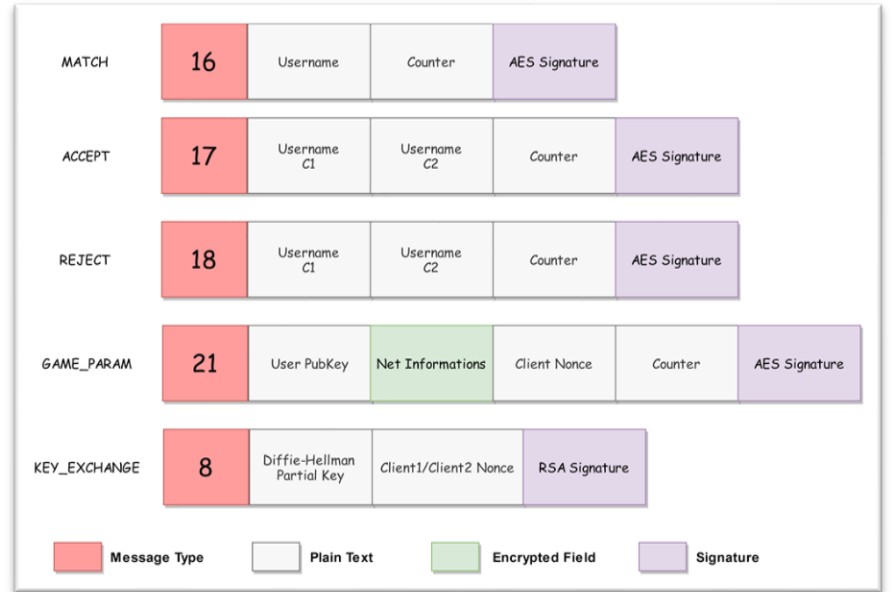 MATCH 16 Username Counter AES Signature
ACCEPT 17 Username C1 Username C2 Counter AES Signature
REJECT 18 Username C1 Username C2 Counter AES Signature
GAME_PARAM 21 User PubKey Net Informations Client Nonce Counter AES Signature
KEY_EXCHANGE 8 Diffie-Hellman Partial Key Client1/Client2 Nonce RSA Signature
Message Type Plain Text Encrypted Field Signature